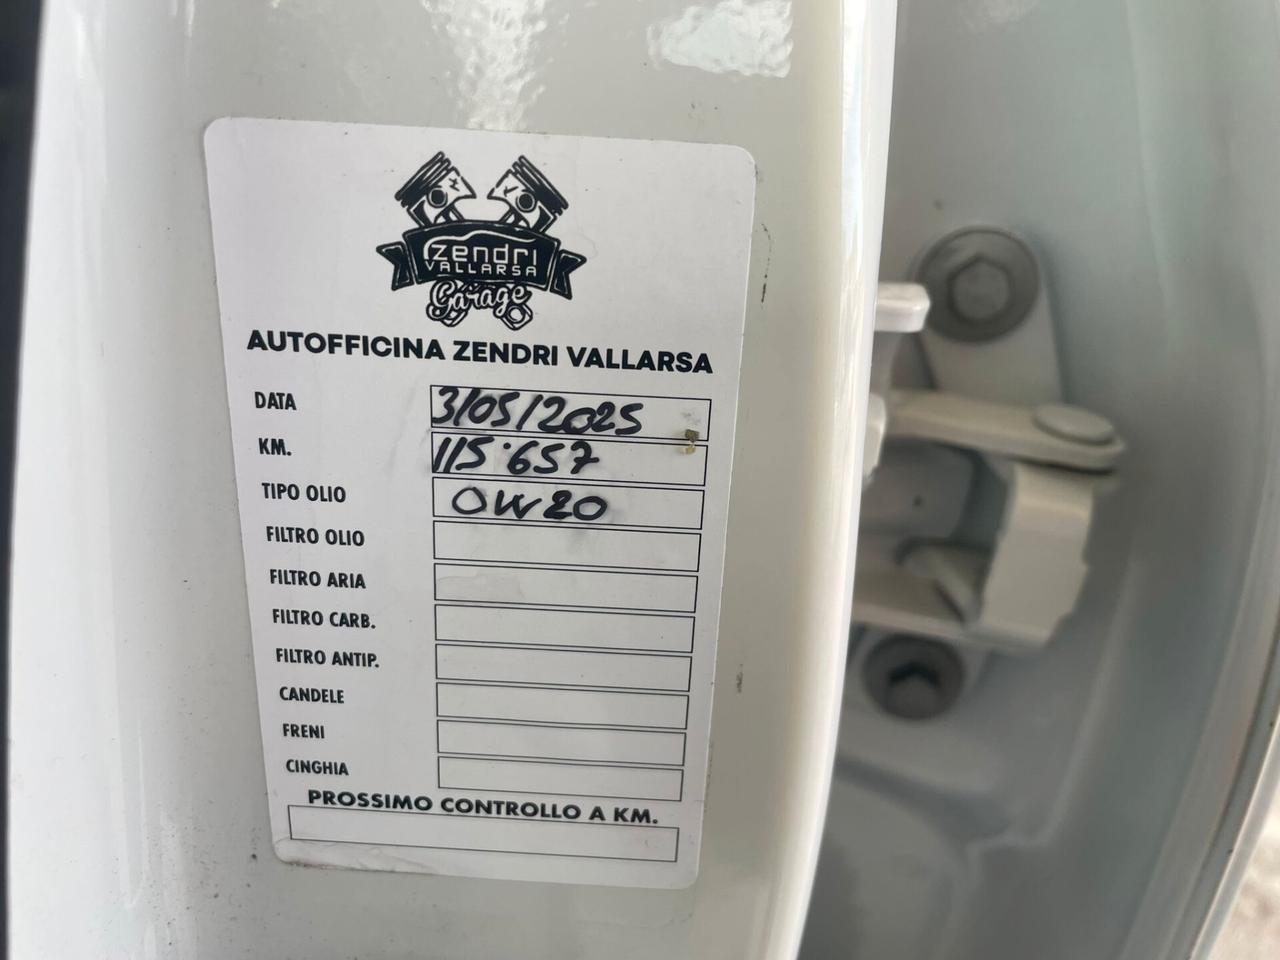 zendri
VALLARSA
Garage
AUTOFFICINA ZENDRI VALLARSA
DATA 3/05/2025
KM. 115.657
TIPO OLIO 0W20
FILTRO OLIO
FILTRO ARIA
FILTRO CARB.
FILTRO ANTIP.
CANDELE
FRENI
CINGHIA
PROSSIMO CONTROLLO A KM.